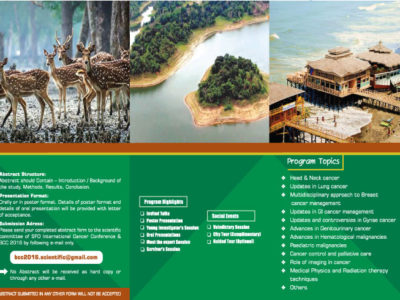 Abstract Structure:
Abstract should Contain – Introduction / Background of
the study, Methods, Results, Conclusion
Presentation Format:
Orally or in poster format. Details of poster format and
details of oral presentation will be provided with letter
of acceptance.
Submission Adress:
Please send your completed abstract form to the scientific
committee of SFO International Cancer Conference &
BCC 2016 by following e-mail only
bcc2016.scientific@gmail.com
No Abstract will be received as hard copy or
through any other e-mail.
ABSTRACT SUBMITED IN ANY OTHER FORM WILL NOT BE ACCEPTED
Program Highlights
Invited Talks
Poster Presentation
Young Investigator's Session
Oral Presentations
Meet the expert Session
Survivor's Session
Social Events
Valedictory Session
City Tour (Complimentary)
Guided Tour (Optional)
Program Topics
Head & Neck cancer
Updates in Lung cancer
Multidisiplinary approach to Breast
cancer management
Updates in GI cancer management
Updates and controversies in Gynae cancer
Advances in Genitourinary cancer
Advances in Hematological malignancies
Paediatric malignancies
Cancer control and palliative care
Role of imaging in cancer
Medical Physics and Radiation therapy
techniques
Others